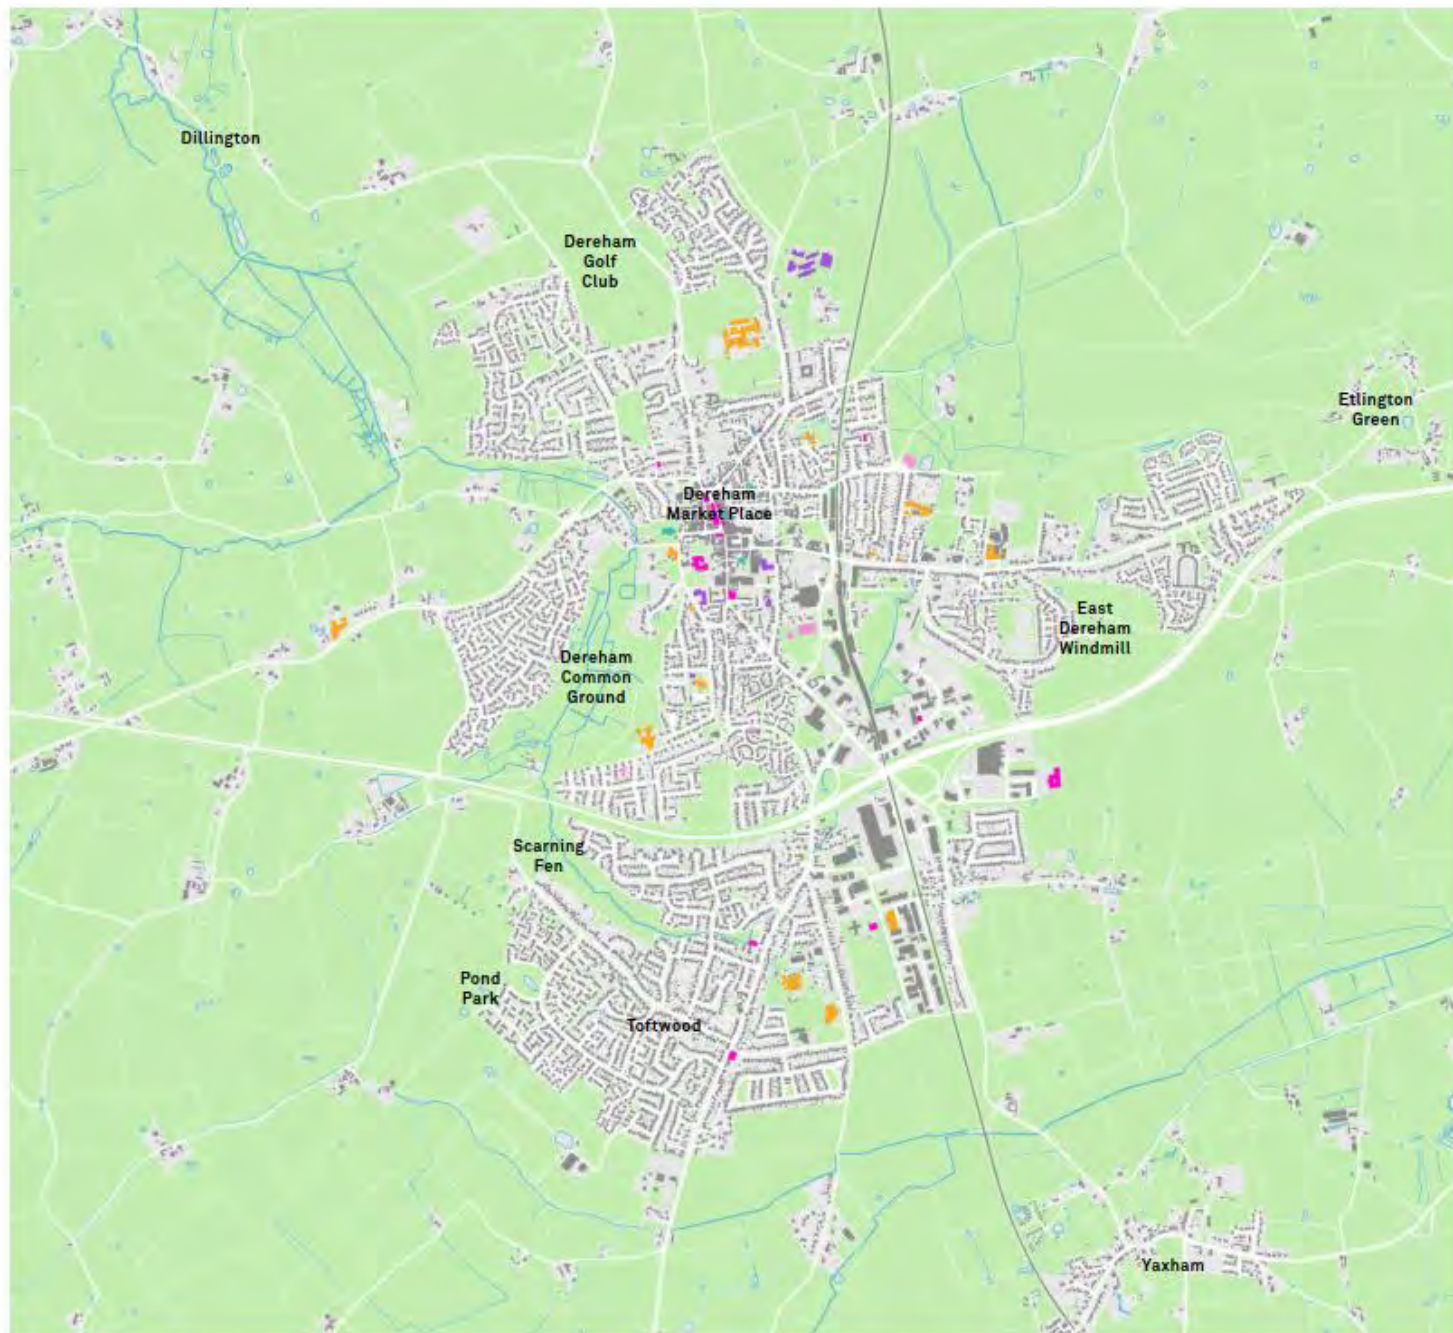 Dillington
Dereham
Golf
Club
Etlington
Green
Dereham
Market Place
East
Dereham
Windmill
Dereham
Common
Ground
Scarning
Fen
Pond
Park
Toftwood
Yaxham